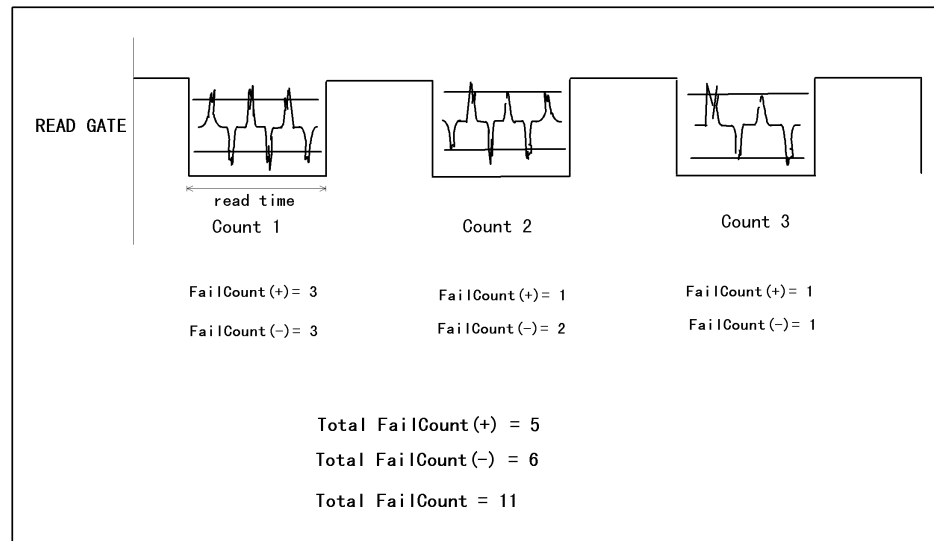 READ GATE
read time
Count 1
Count 2
Count 3
FailCount(+)= 3
FailCount(+)= 1
FailCount(+)= 1
FailCount(-)= 3
FailCount(-)= 2
FailCount(-)= 1
Total FailCount(+) = 5
Total FailCount(-) = 6
Total FailCount = 11